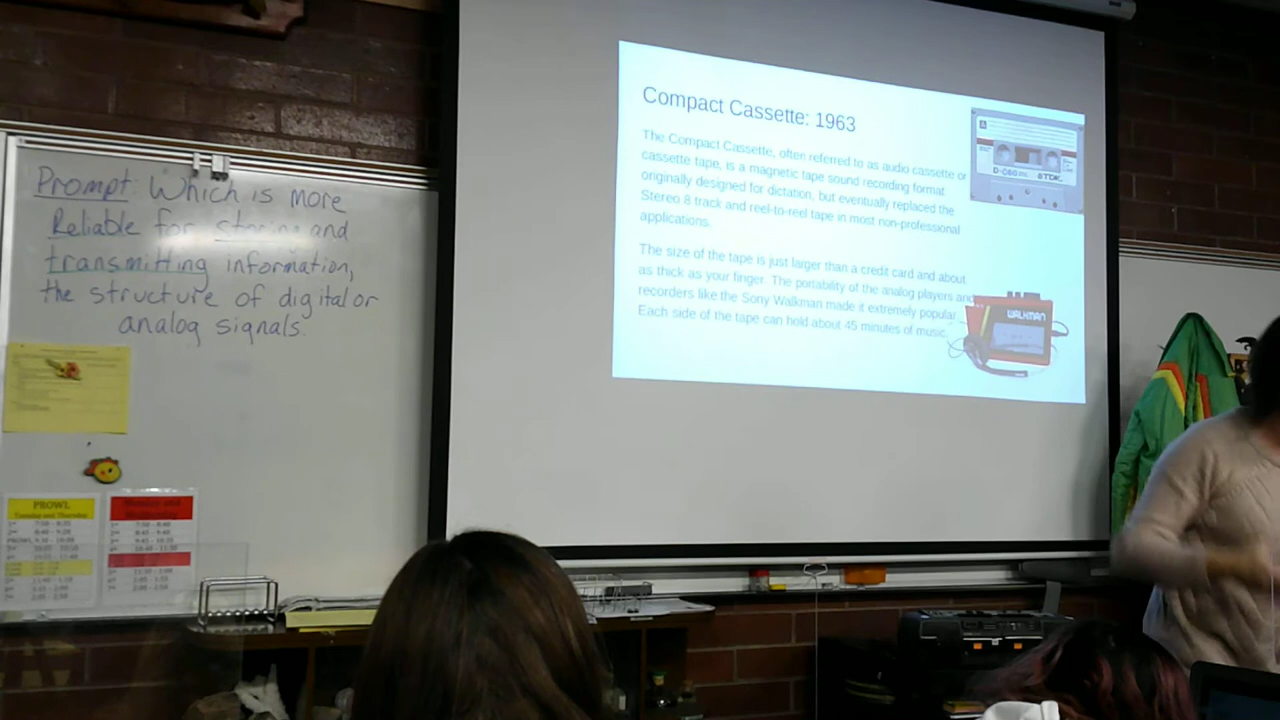 Prompt: Which is more
Reliable for storing and
transmitting information,
the structure of digital or
analog signals.
Compact Cassette: 1963
The Compact Cassette, often referred to as audio cassette or
cassette tape, is a magnetic tape sound recording format
originally designed for dictation, but eventually replaced the
Stereo 8 track and reel-to-reel tape in most non-professional
applications.
The size of the tape is just larger than a credit card and about
as thick as your finger. The portability of the analog players and
recorders like the Sony Walkman made it extremely popular.
Each side of the tape can hold about 45 minutes of music.
A
D-C60
TDK
WALKMAN
PROWL
Tuesday and Thursday